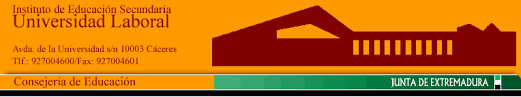 Instituto de Educación Secundaria
Universidad Laboral
Avda. de la Universidad s/n 10003 Cáceres
Tlf.: 927004600/Fax: 927004601
Consejería de Educación
JUNTA DE EXTREMADURA